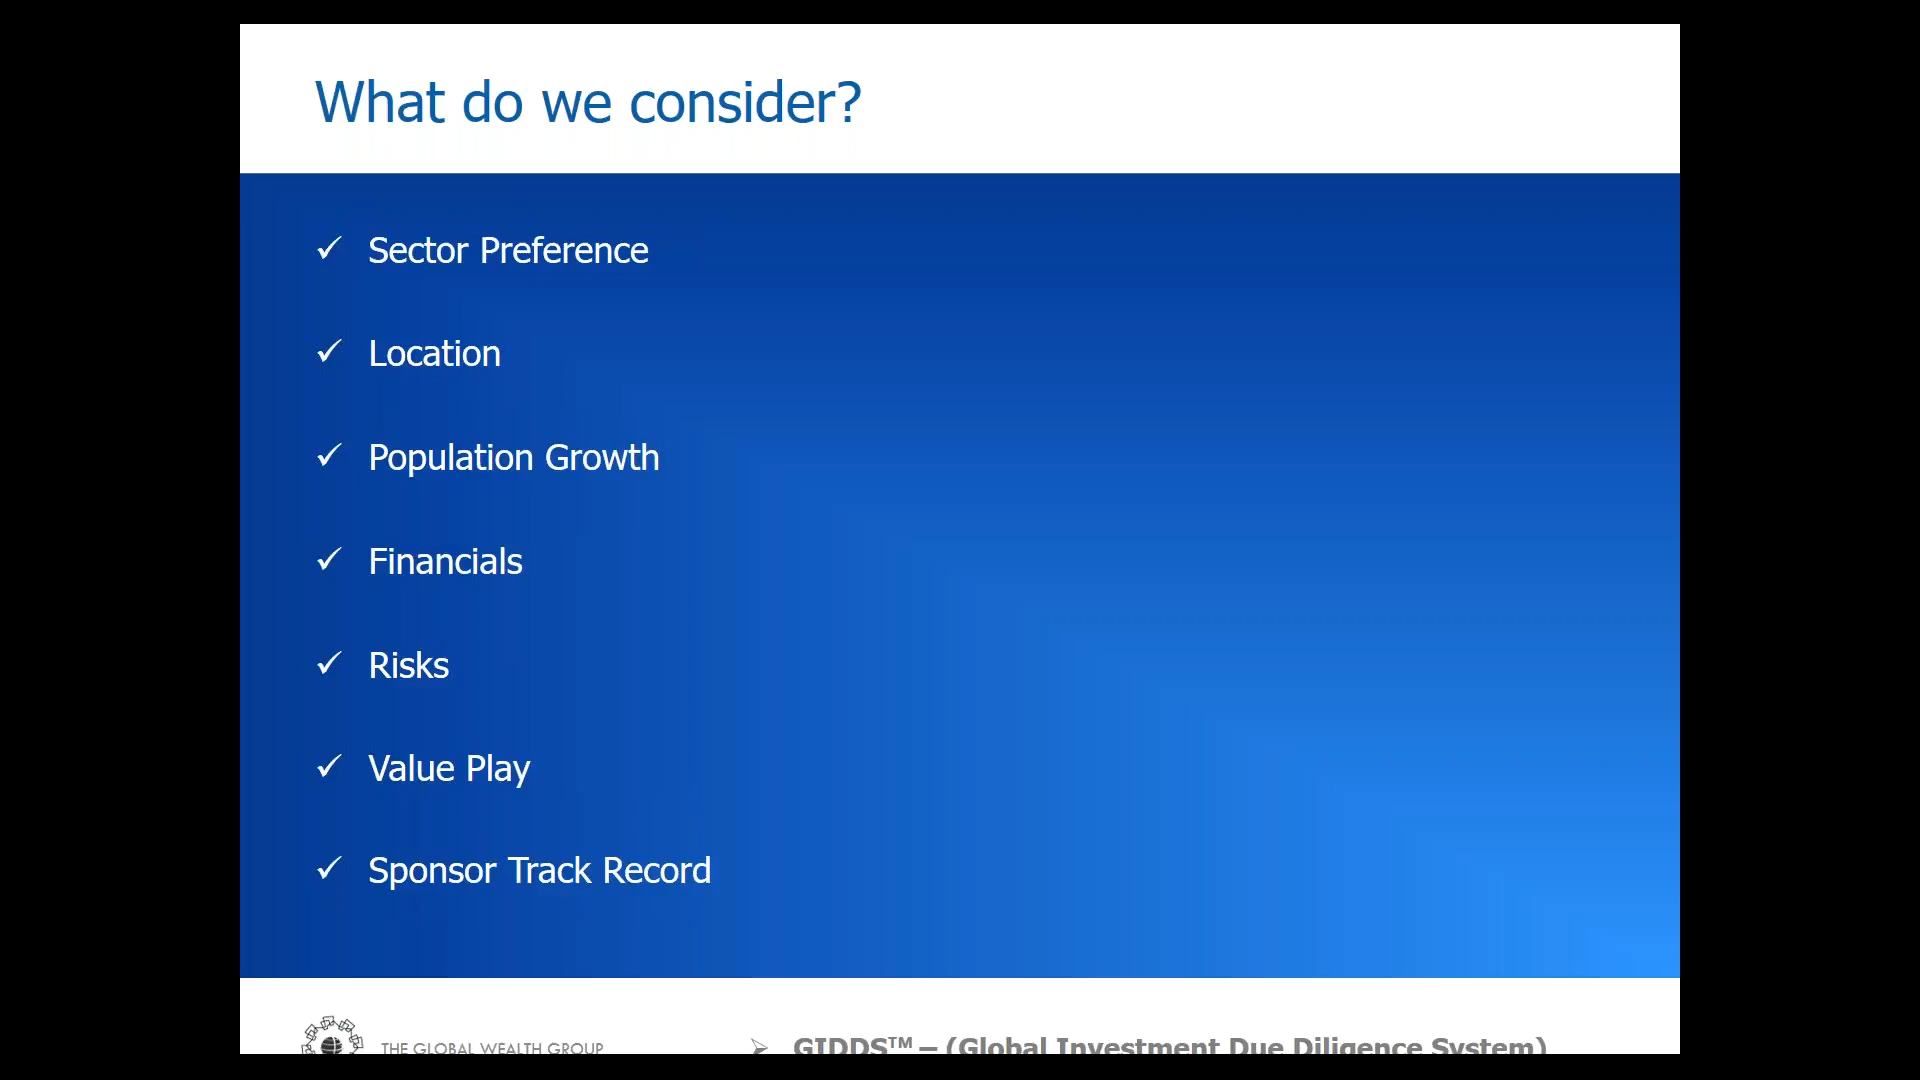 What do we consider?
✓ Sector Preference
✓ Location
✓ Population Growth
✓ Financials
✓ Risks
✓ Value Play
✓ Sponsor Track Record
THE GLOBAL WEALTH GROUP
➢ GIDDS™ – (Global Investment Due Diligence System)